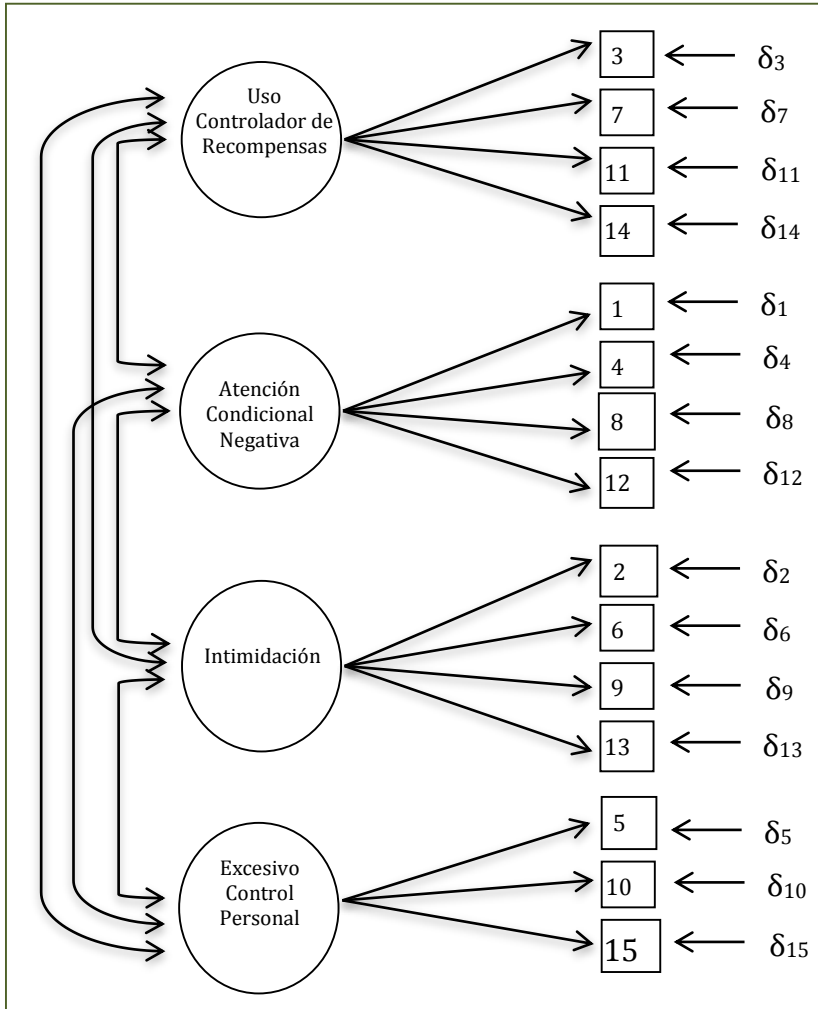 Uso
Controlador de
Recompensas
3
δ3
7
δ7
11
δ11
14
δ14
Atención
Condicional
Negativa
1
δ1
4
δ4
8
δ8
12
δ12
Intimidación
2
δ2
6
δ6
9
δ9
13
δ13
Excesivo
Control
Personal
5
δ5
10
δ10
15
δ15